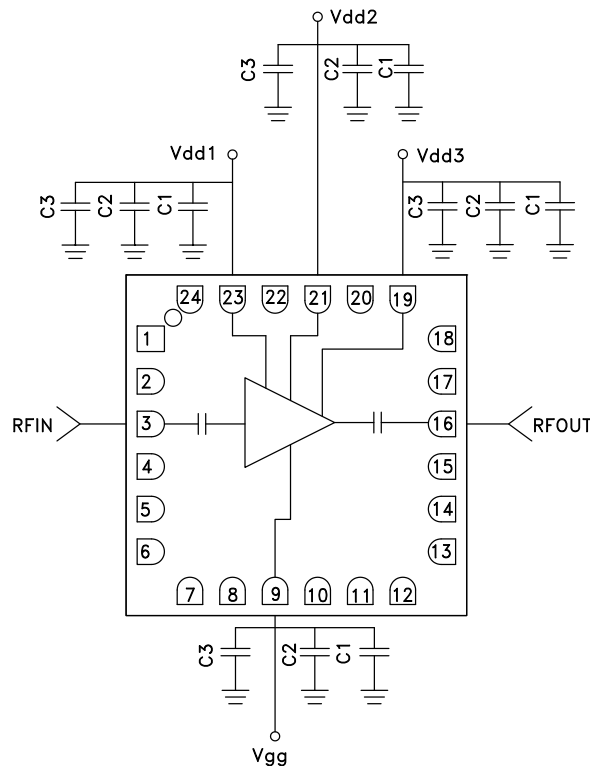 Vdd2
C3 C2 C1
Vdd1 Vdd3
C3 C2 C1 C3 C2 C1
24 23 22 21 20 19
1 18
2 17
RFIN 3 16 RFOUT
4 15
5 14
6 13
7 8 9 10 11 12
C3 C2 C1
Vgg